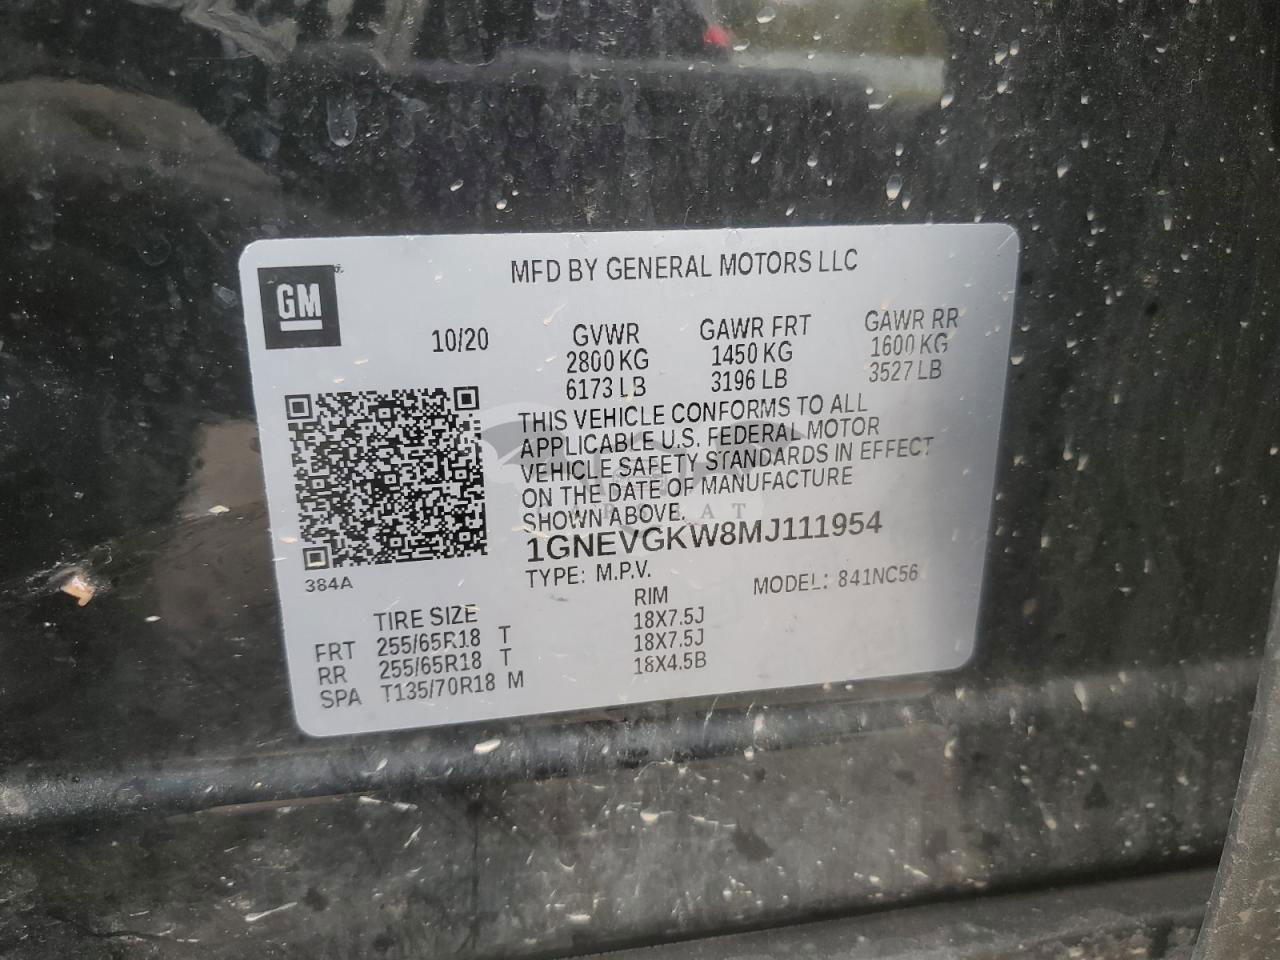 MFD BY GENERAL MOTORS LLC
GM
10/20 GVWR GAWR FRT GAWR RR
2800 KG 1450 KG 1600 KG
6173 LB 3196 LB 3527 LB
THIS VEHICLE CONFORMS TO ALL
APPLICABLE U.S. FEDERAL MOTOR
VEHICLE SAFETY STANDARDS IN EFFECT
ON THE DATE OF MANUFACTURE
SHOWN ABOVE.
1GNEVGKW8MJ111954
384A
TYPE: M.P.V. MODEL: 841NC56
TIRE SIZE RIM
FRT 255/65R18 T 18X7.5J
RR 255/65R18 T 18X7.5J
SPA T135/70R18 M 18X4.5B